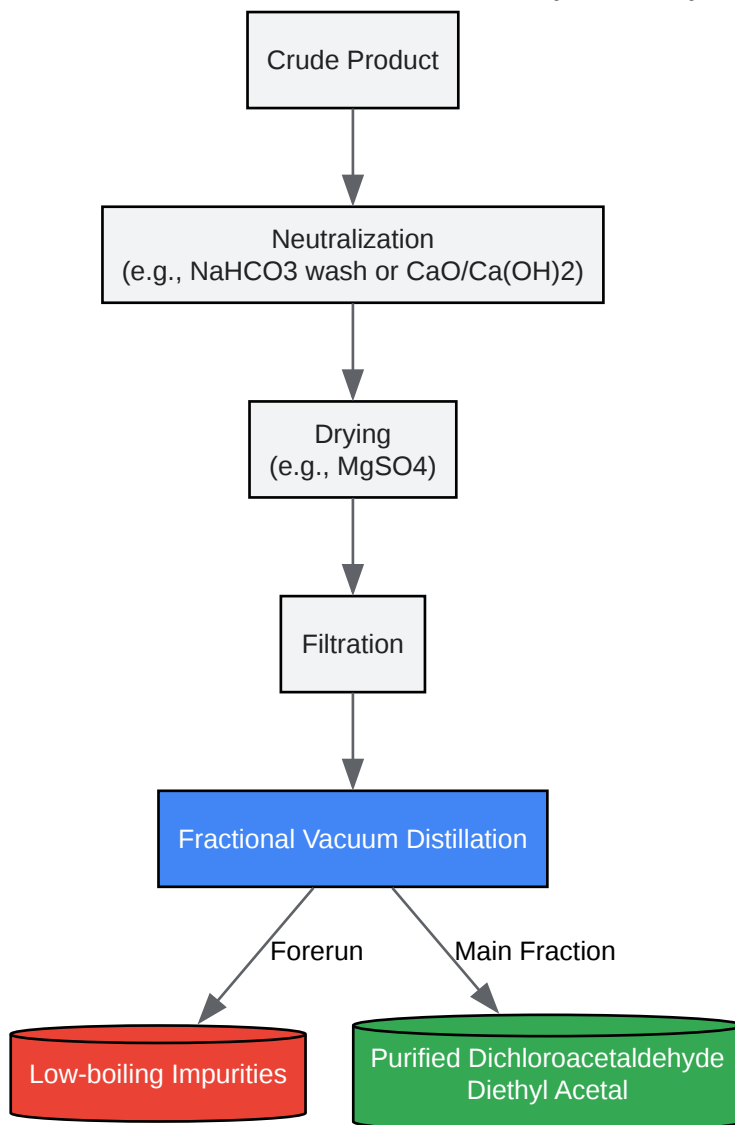 Crude Product
Neutralization
(e.g., NaHCO3 wash or CaO/Ca(OH)2)
Drying
(e.g., MgSO4)
Filtration
Fractional Vacuum Distillation
Forerun
Main Fraction
Low-boiling Impurities
Purified Dichloroacetaldehyde
Diethyl Acetal